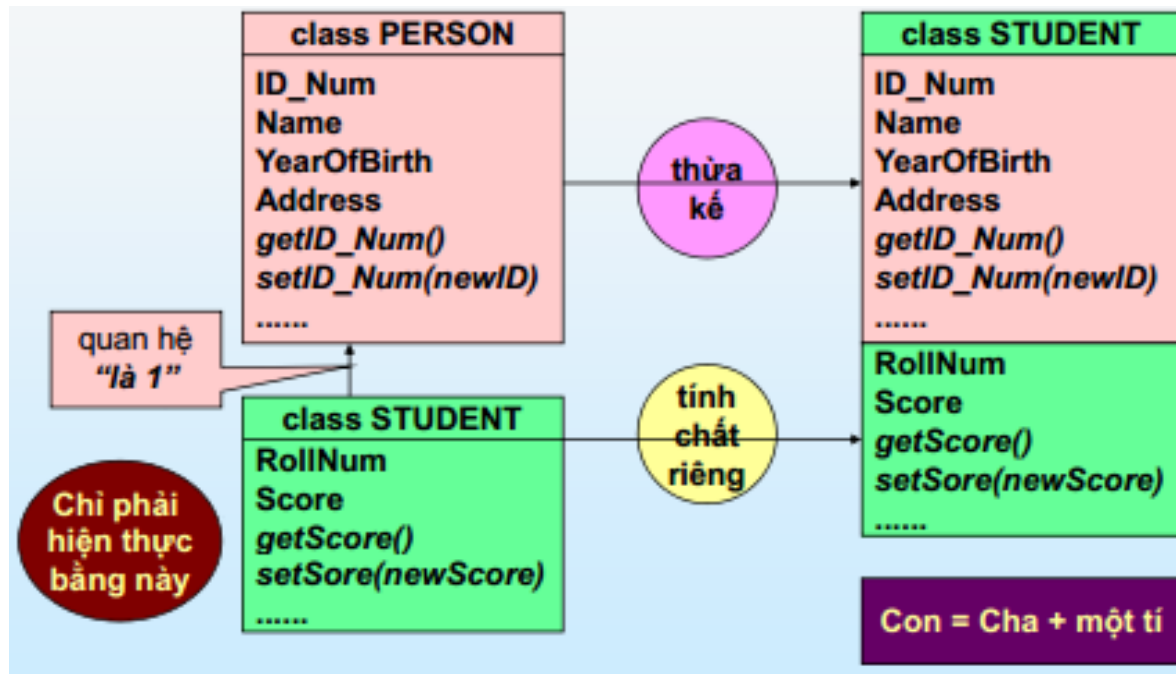 class PERSON
ID_Num
Name
YearOfBirth
Address
getID_Num()
setID_Num(newID)
......
thừa
kế
class STUDENT
ID_Num
Name
YearOfBirth
Address
getID_Num()
setID_Num(newID)
......
RollNum
Score
getScore()
setSore(newScore)
......
quan hệ
“là 1”
class STUDENT
RollNum
Score
getScore()
setSore(newScore)
......
tính
chất
riêng
Chỉ phải
hiện thực
bằng này
Con = Cha + một tí